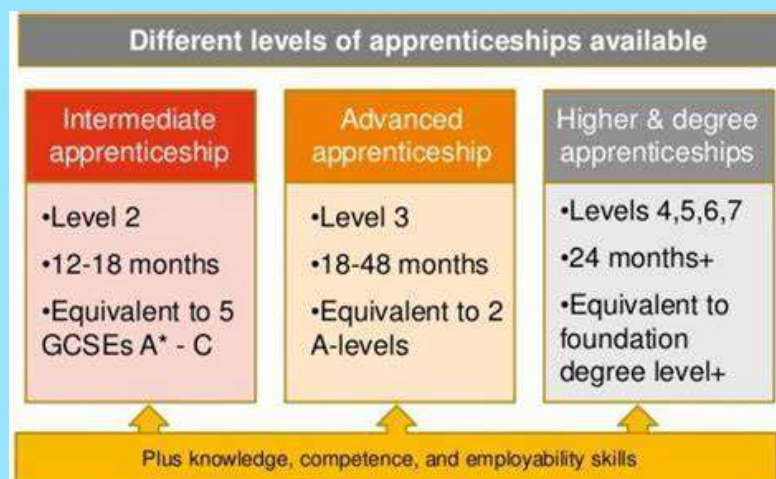 Different levels of apprenticeships available
Intermediate
apprenticeship
•Level 2
•12-18 months
•Equivalent to 5
GCSEs A* - C
Advanced
apprenticeship
•Level 3
•18-48 months
•Equivalent to 2
A-levels
Higher & degree
apprenticeships
•Levels 4,5,6,7
•24 months+
•Equivalent to
foundation
degree level+
Plus knowledge, competence, and employability skills